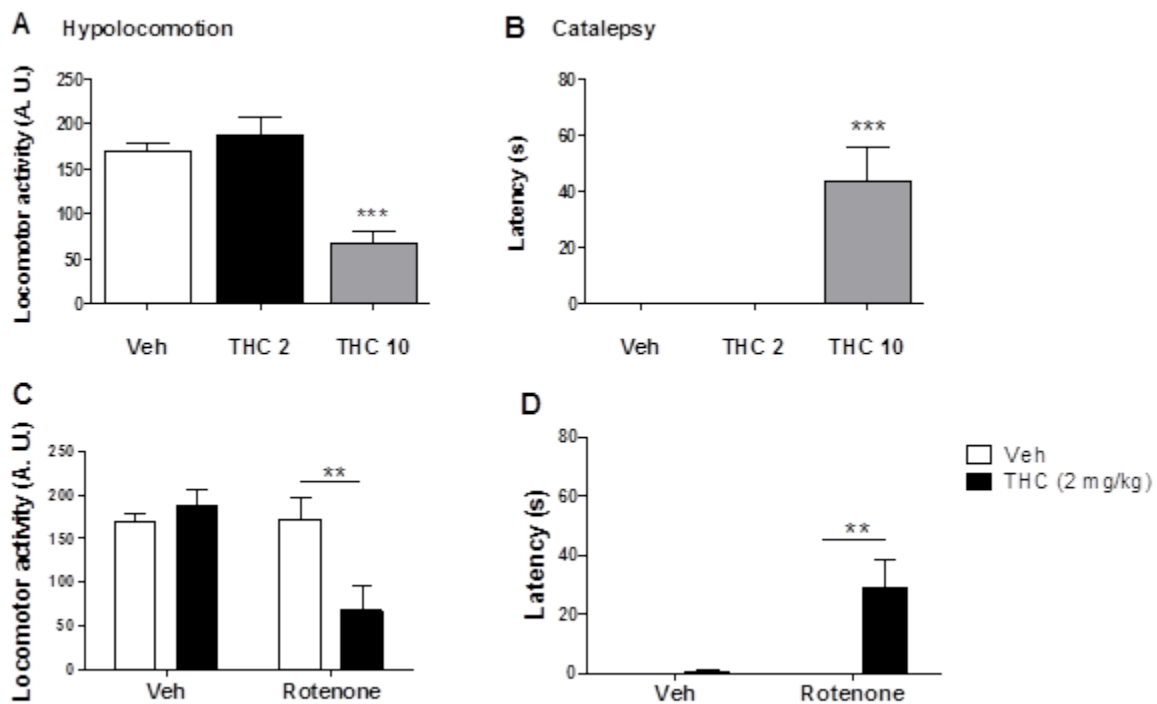 A Hypolocomotion
Locomotor activity (A. U.)
250
200
150
100
50
0
***
Veh THC 2 THC 10
B Catalepsy
Latency (s)
80
60
40
20
0
***
Veh THC 2 THC 10
C
Locomotor activity (A. U.)
250
200
150
100
50
0
**
Veh Rotenone
D
Latency (s)
80
60
40
20
0
**
Veh Rotenone
Veh
THC (2 mg/kg)